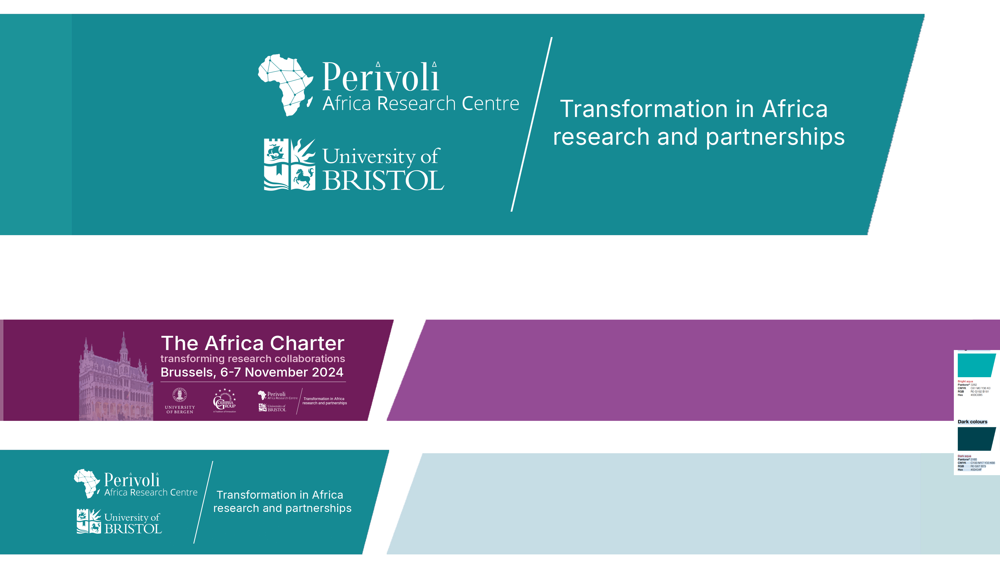 Perivoli
Africa Research Centre
University of
BRISTOL
Transformation in Africa
research and partnerships
The Africa Charter
transforming research collaborations
Brussels, 6-7 November 2024
UNIVERSITAS BERGENSIS
UNIVERSITY
OF BERGEN
UNIVERSITIES
COIMBRA
GROUP
A Tradition of Innovation
Perivoli
Africa Research Centre
University of
BRISTOL
Transformation in Africa
research and partnerships
Bright aqua
Pantone® 3262
CMYK C81 M0 Y36 K0
RGB R0 G192 B181
Hex #00C0B5
Dark colours
Dark aqua
Pantone® 3165
CMYK C100 M17 Y33 K66
RGB R0 G67 B79
Hex #00434F
Perivoli
Africa Research Centre
University of
BRISTOL
Transformation in Africa
research and partnerships